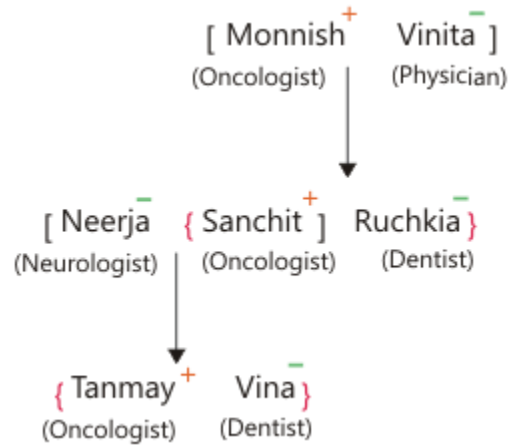 [ Monnish+ Vinita− ]
(Oncologist) (Physician)
[ Neerja− { Sanchit+ ] Ruchkia− }
(Neurologist) (Oncologist) (Dentist)
{ Tanmay+ Vina− }
(Oncologist) (Dentist)